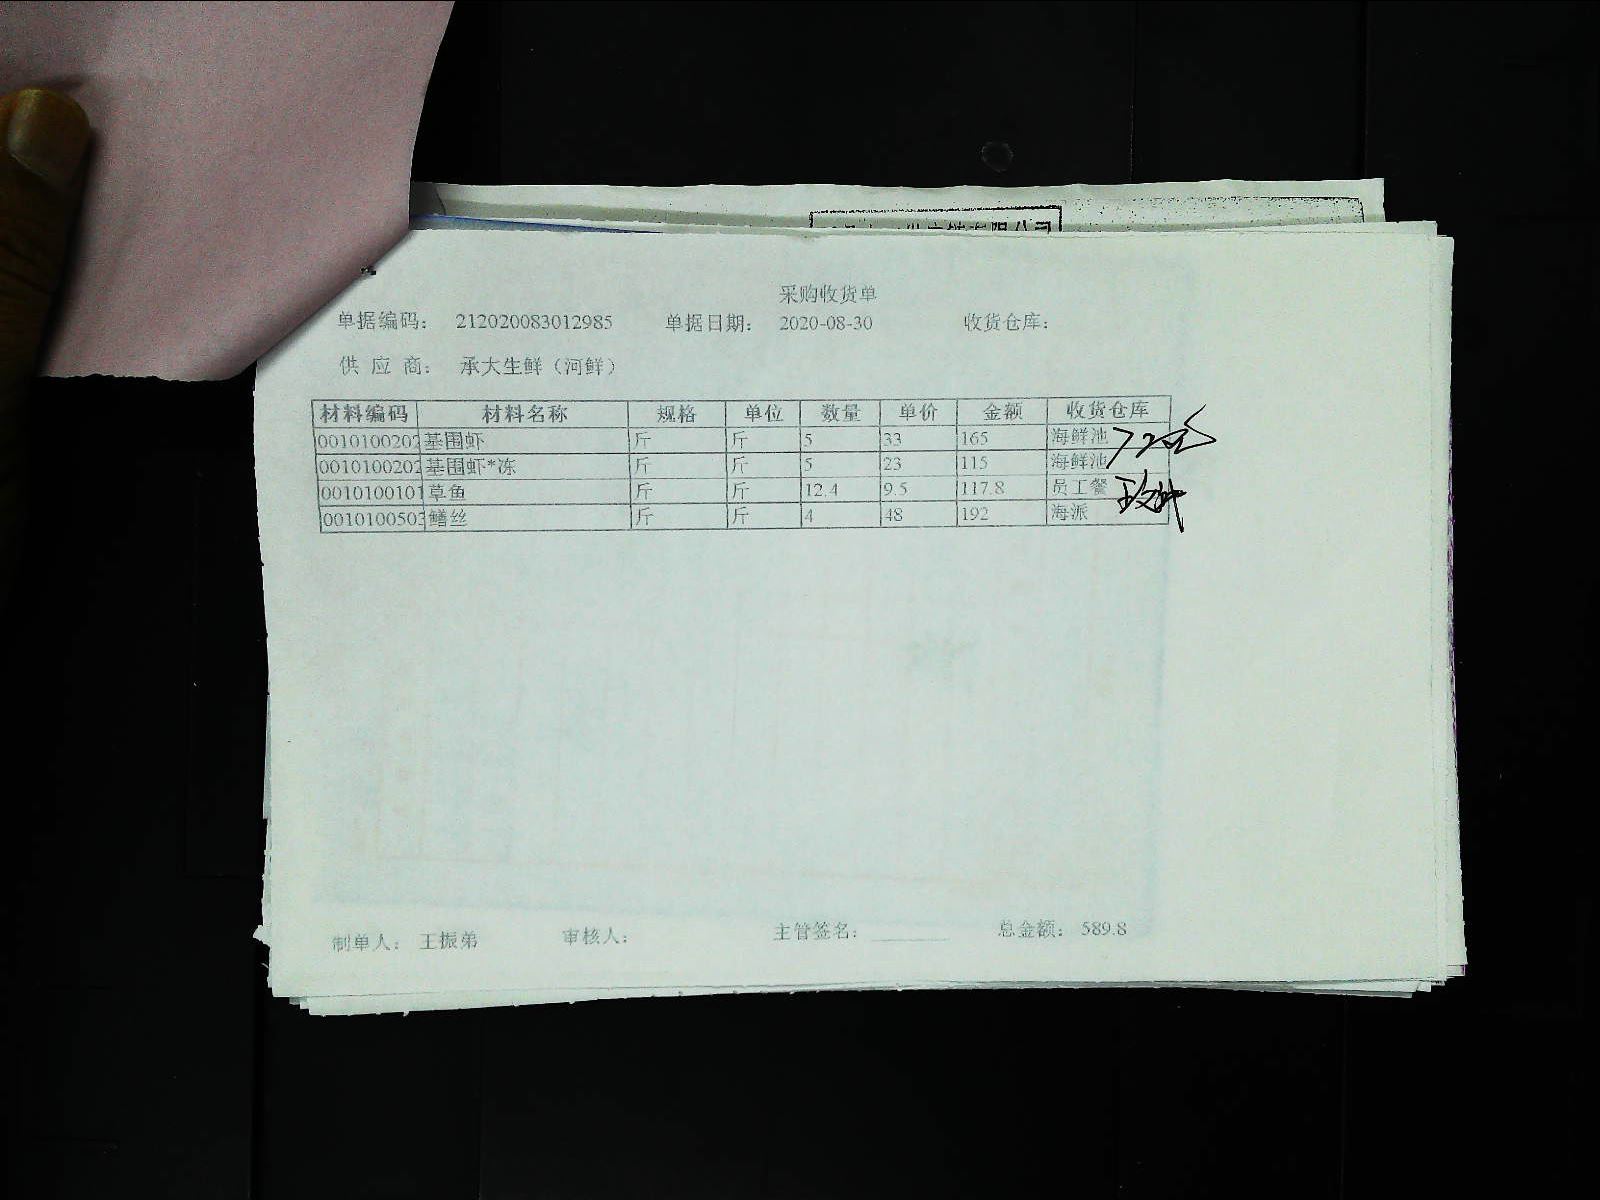 有限公司
采购收货单
单据编码： 212020083012985 单据日期： 2020-08-30 收货仓库：
供 应 商： 承大生鲜（河鲜）
材料编码 材料名称 规格 单位 数量 单价 金额 收货仓库
0010100202 基围虾 斤 斤 5 33 165 海鲜池
0010100202 基围虾*冻 斤 斤 5 23 115 海鲜池
0010100101 草鱼 斤 斤 12.4 9.5 117.8 员工餐
0010100503 鳝丝 斤 斤 4 48 192 海派
制单人： 王振弟 审核人： 主管签名： 总金额： 589.8